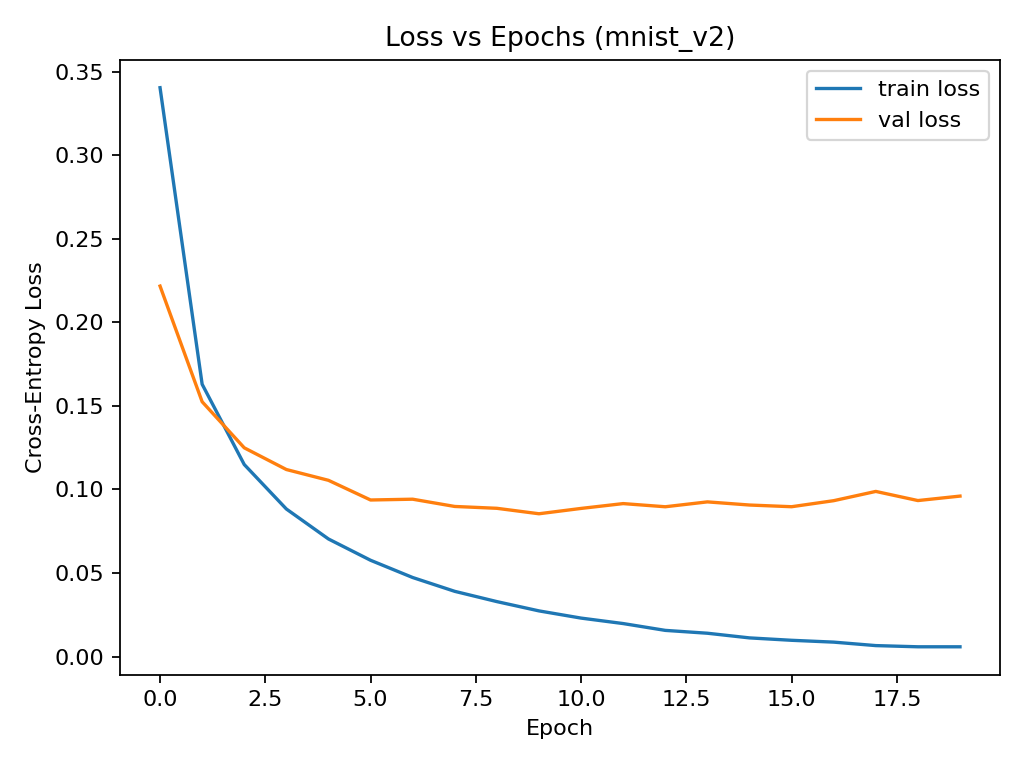 Loss vs Epochs (mnist_v2)
train loss
val loss
Cross-Entropy Loss
0.35
0.30
0.25
0.20
0.15
0.10
0.05
0.00
0.0 2.5 5.0 7.5 10.0 12.5 15.0 17.5
Epoch